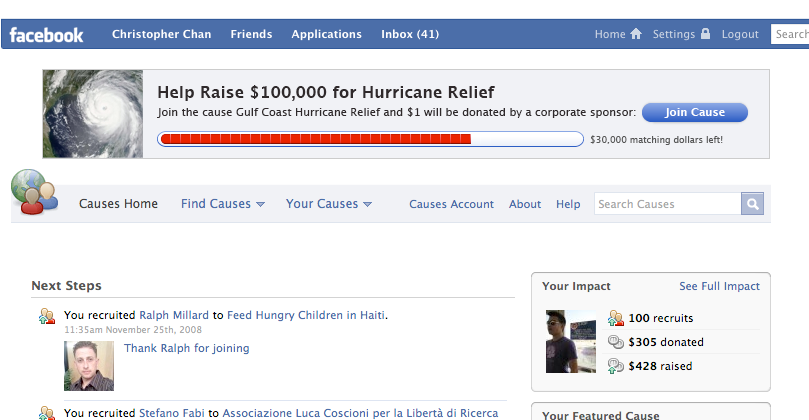 facebook Christopher Chan Friends Applications Inbox (41) Home Settings Logout Search
Help Raise $100,000 for Hurricane Relief
Join the cause Gulf Coast Hurricane Relief and $1 will be donated by a corporate sponsor: Join Cause
$30,000 matching dollars left!
Causes Home Find Causes Your Causes Causes Account About Help Search Causes
Next Steps
You recruited Ralph Millard to Feed Hungry Children in Haiti.
11:35am November 25th, 2008
Thank Ralph for joining
You recruited Stefano Fabi to Associazione Luca Coscioni per la Libertà di Ricerca
Your Impact See Full Impact
100 recruits
$305 donated
$428 raised
Your Featured Cause